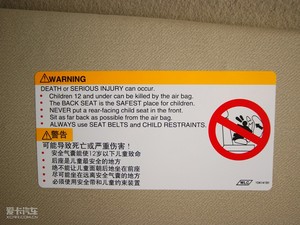 WARNING
DEATH or SERIOUS INJURY can occur.
• Children 12 and under can be killed by the air bag.
• The BACK SEAT is the SAFEST place for children.
• NEVER put a rear-facing child seat in the front.
• Sit as far back as possible from the air bag.
• ALWAYS use SEAT BELTS and CHILD RESTRAINTS.
警告
可能导致死亡或严重伤害!
• 安全气囊能使12岁以下儿童致命
• 后座是儿童最安全的地方
• 绝不能让儿童面朝后地坐在前座
• 尽可能坐在远离安全气囊的地方
• 必须使用安全带和儿童约束装置
爱卡汽车